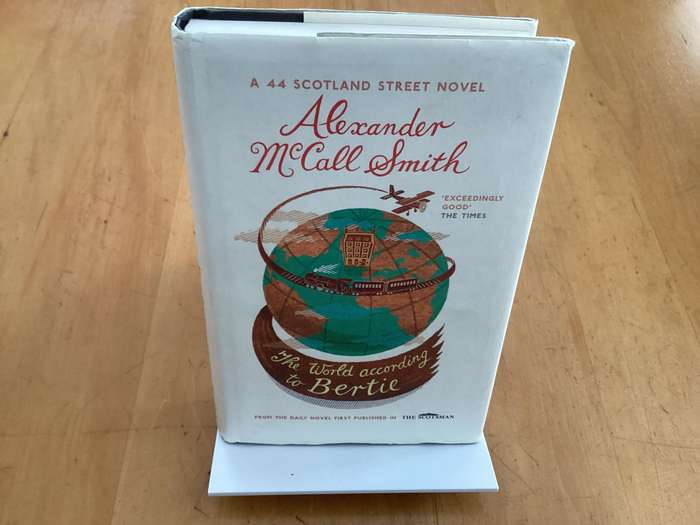 A 44 SCOTLAND STREET NOVEL
Alexander
McCall Smith
'EXCEEDINGLY
GOOD'
THE TIMES
The World according
to Bertie
FROM THE DAILY NOVEL FIRST PUBLISHED IN THE SCOTSMAN